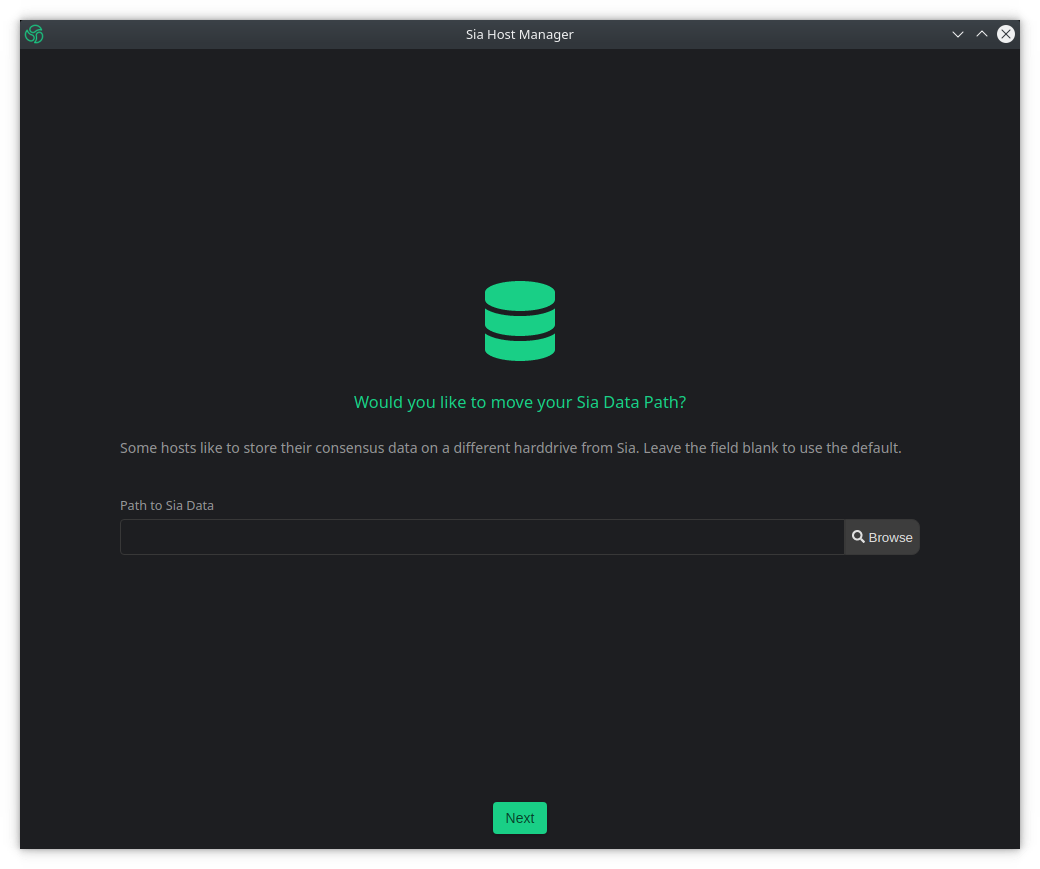 Sia Host Manager
Would you like to move your Sia Data Path?
Some hosts like to store their consensus data on a different harddrive from Sia. Leave the field blank to use the default.
Path to Sia Data
Browse
Next